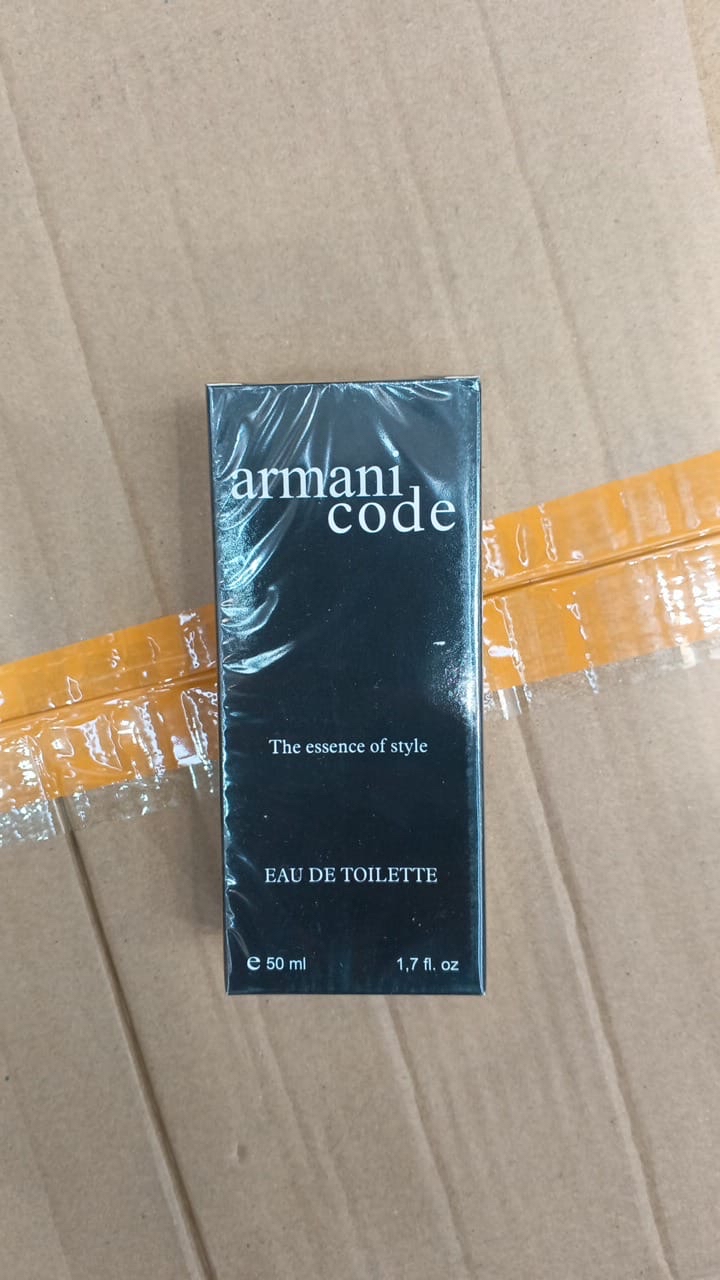 armani
code
The essence of style
EAU DE TOILETTE
e 50 ml 1,7 fl. oz